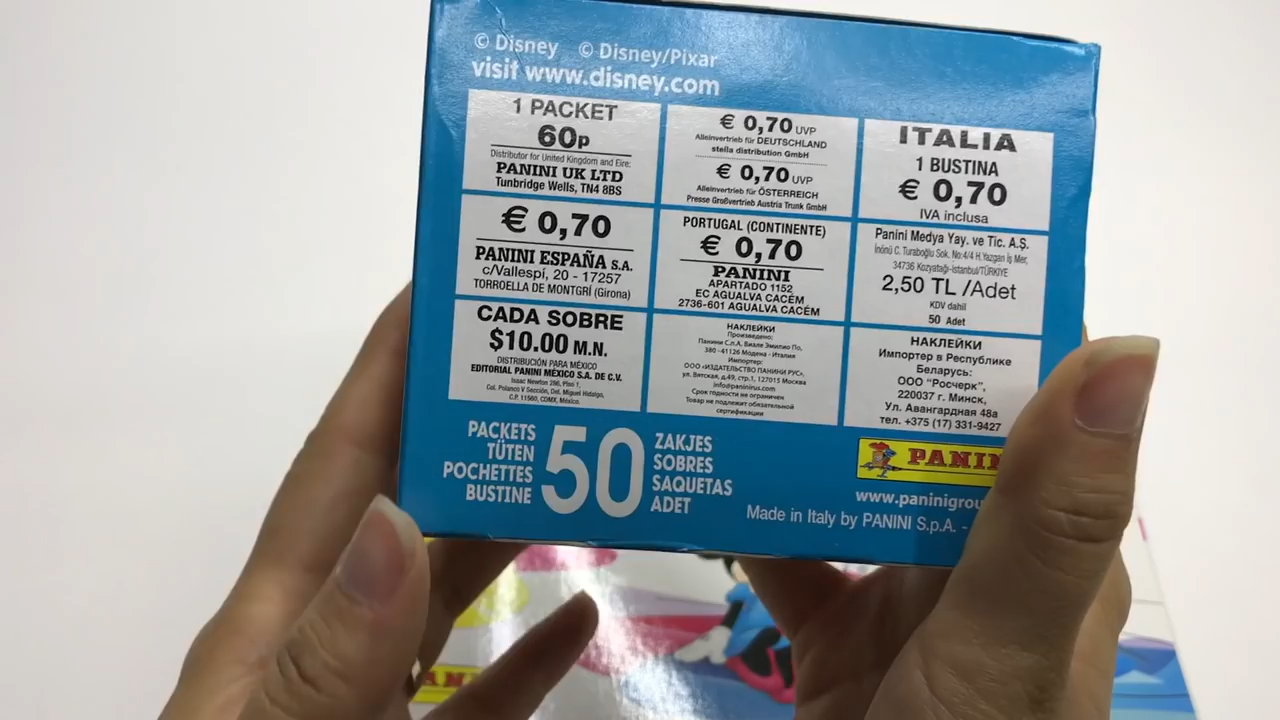 © Disney © Disney/Pixar
visit www.disney.com
1 PACKET
60p
Distributor for United Kingdom and Eire:
PANINI UK LTD
Tunbridge Wells, TN4 8BS
€ 0,70 UVP
Alleinvertrieb für DEUTSCHLAND
stella distribution GmbH
€ 0,70 UVP
Alleinvertrieb für ÖSTERREICH
Presse Großvertrieb Austria Trunk GmbH
ITALIA
1 BUSTINA
€ 0,70
IVA inclusa
€ 0,70
PANINI ESPAÑA S.A.
c/Vallespí, 20 - 17257
TORROELLA DE MONTGRÍ (Girona)
PORTUGAL (CONTINENTE)
€ 0,70
PANINI
APARTADO 1152
EC AGUALVA CACÉM
2736-601 AGUALVA CACÉM
Panini Medya Yay. ve Tic. A.Ş.
İnönü C. Turaboğlu Sok. No:4/4 H.Yazgan İş Mer,
34736 Kozyatağı-İstanbul/TÜRKİYE
2,50 TL /Adet
KDV dahil
50 Adet
CADA SOBRE
$10.00 M.N.
DISTRIBUCIÓN PARA MÉXICO
EDITORIAL PANINI MÉXICO S.A. DE C.V.
Isaac Newton 286, Piso 1,
Col. Polanco V Sección, Del. Miguel Hidalgo,
C.P. 11560, CDMX, México.
НАКЛЕЙКИ
Произведено:
Панини С.п.А. Виале Эмилио По,
380 - 41126 Модена - Италия
Импортер:
ООО «ИЗДАТЕЛЬСТВО ПАНИНИ РУС»,
ул. Вятская, д.49, стр.1, 127015 Москва
info@paninirus.com
Срок годности не ограничен
Товар не подлежит обязательной
сертификации
НАКЛЕЙКИ
Импортер в Республике
Беларусь:
ООО "Росчерк",
220037 г. Минск,
Ул. Авангардная 48а
тел. +375 (17) 331-9427
PACKETS
TÜTEN
POCHETTES
BUSTINE
50
ZAKJES
SOBRES
SAQUETAS
ADET
PANINI
www.paninigrou
Made in Italy by PANINI S.p.A. -